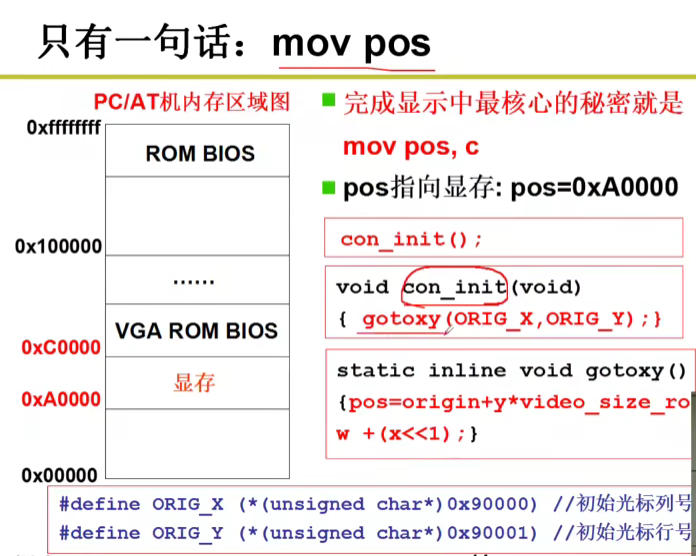 只有一句话：mov pos
PC/AT机内存区域图
0xffffffff
ROM BIOS
0x100000
......
VGA ROM BIOS
0xC0000
显存
0xA0000
0x00000
完成显示中最核心的秘密就是
mov pos, c
pos指向显存: pos=0xA0000
con_init();
void con_init(void)
{ gotoxy(ORIG_X,ORIG_Y);}
static inline void gotoxy()
{pos=origin+y*video_size_ro
w +(x<<1);}
#define ORIG_X (*(unsigned char*)0x90000) //初始光标列号
#define ORIG_Y (*(unsigned char*)0x90001) //初始光标行号